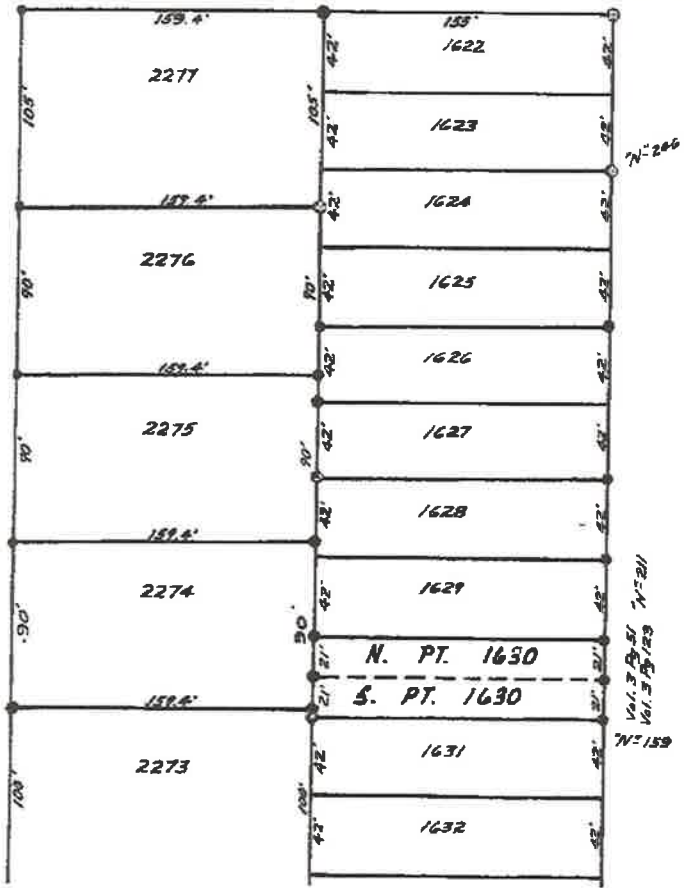 159.4' 155'
42' 1622 42'
2277
105' 105'
42' 1623 42'
"N" 246
159.4' 42' 1624 42'
2276
90' 90' 42' 1625 42'
159.4' 42' 1626 42'
2275
90' 90' 42' 1627 42'
159.4' 42' 1628 42'
2274
90' 90' 42' 1629 42'
21' N. PT. 1630 21'
159.4' 21' S. PT. 1630 21'
Vol. 3 Pg 51 "N" 211
Vol. 3 Pg 123
"N" 159
2273 42' 1631 42'
42' 1632 42'